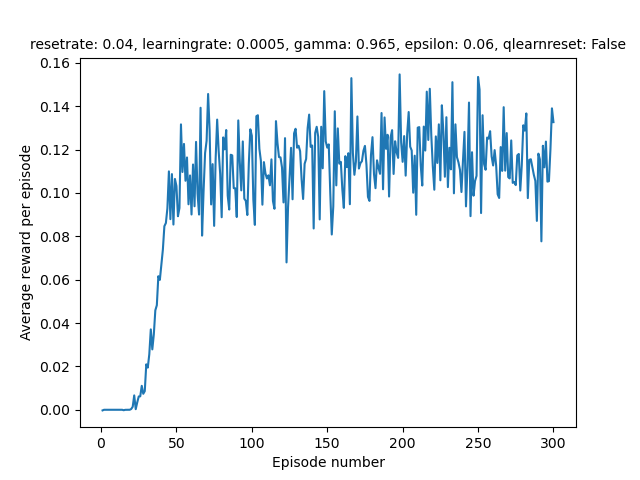 resetrate: 0.04, learningrate: 0.0005, gamma: 0.965, epsilon: 0.06, qlearnreset: False
0.16
0.14
0.12
0.10
0.08
0.06
0.04
0.02
0.00
Average reward per episode
0 50 100 150 200 250 300
Episode number